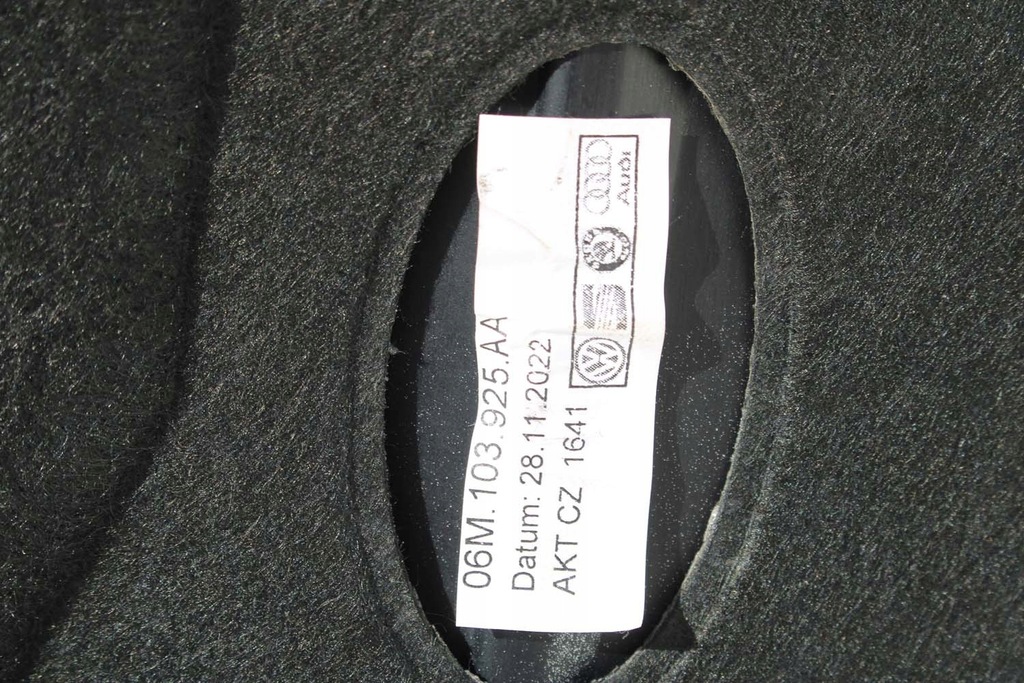 06M.103.925.AA
Datum: 28.11.2022
AKT CZ 1641
Audi